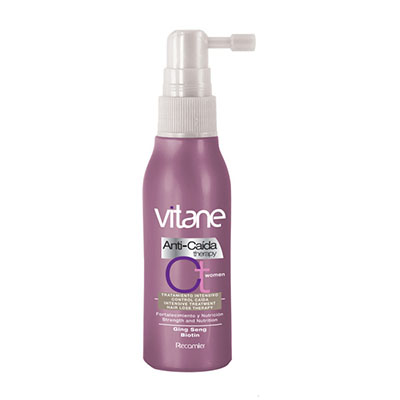 vitane
Anti-Caída
therapy
Ct
women
TRATAMIENTO INTENSIVO
CONTROL CAIDA
INTENSIVE TREATMENT
HAIR LOSS THERAPY
Fortalecimiento y Nutrición
Strength and Nutrition
Ging Seng
Biotin
Recamier